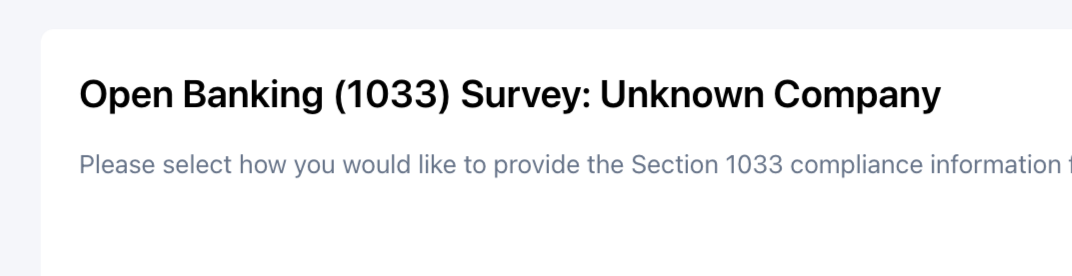 Open Banking (1033) Survey: Unknown Company
Please select how you would like to provide the Section 1033 compliance information